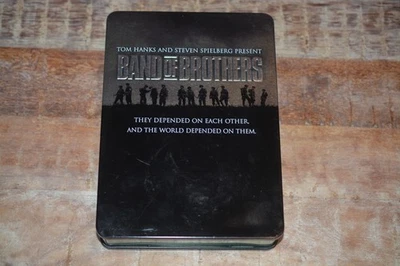 TOM HANKS AND STEVEN SPIELBERG PRESENT
BAND OF BROTHERS
THEY DEPENDED ON EACH OTHER,
AND THE WORLD DEPENDED ON THEM.